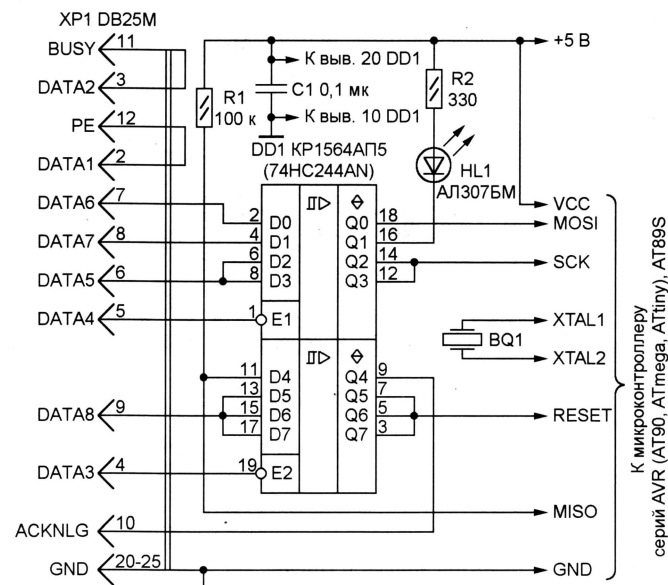 XP1 DB25M
BUSY 11
DATA2 3
PE 12
DATA1 2
DATA6 7
DATA7 8
DATA5 6
DATA4 5
DATA8 9
DATA3 4
ACKNLG 10
GND 20-25
R1
100 к
К выв. 20 DD1
C1 0,1 мк
К выв. 10 DD1
R2
330
HL1
АЛ307БМ
DD1 КР1564АП5
(74HC244AN)
2 D0 Q0 18
4 D1 Q1 16
6 D2 Q2 14
8 D3 Q3 12
1 E1
11 D4 Q4 9
13 D5 Q5 7
15 D6 Q6 5
17 D7 Q7 3
19 E2
BQ1
+5 В
VCC
MOSI
SCK
XTAL1
XTAL2
RESET
MISO
GND
К микроконтроллеру
серий AVR (AT90, ATmega, ATtiny), AT89S